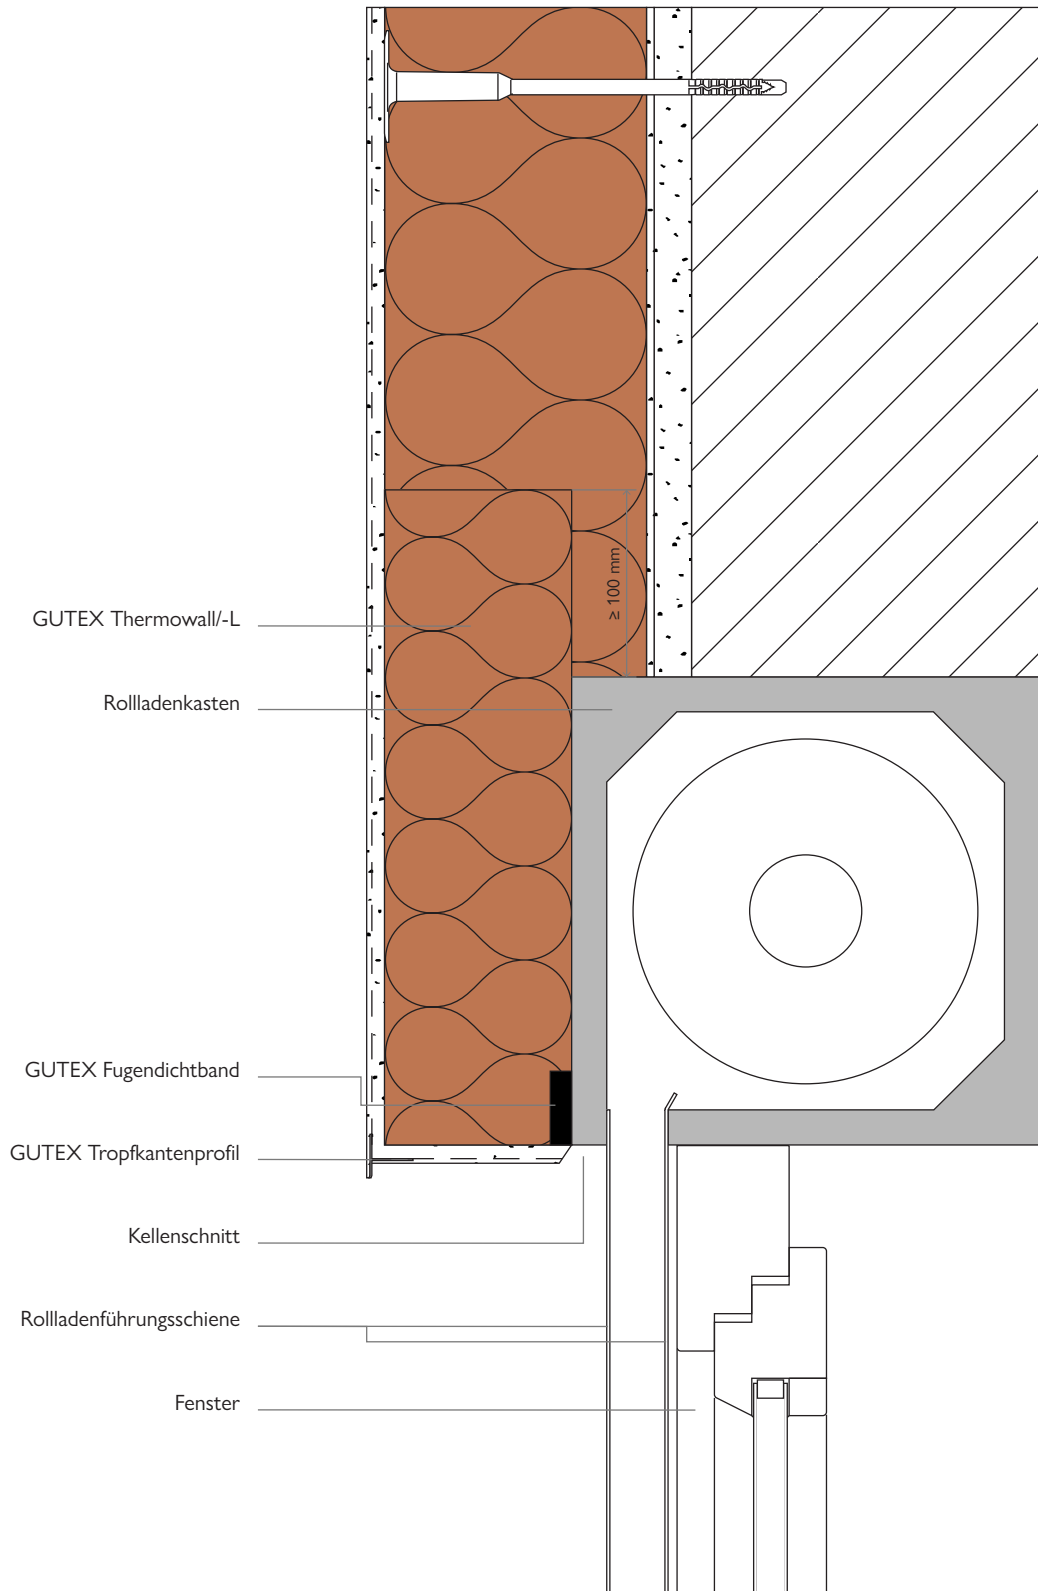 ≥ 100 mm
GUTEX Thermowall/-L
Rollladenkasten
GUTEX Fugendichtband
GUTEX Tropfkantenprofil
Kellenschnitt
Rollladenführungsschiene
Fenster